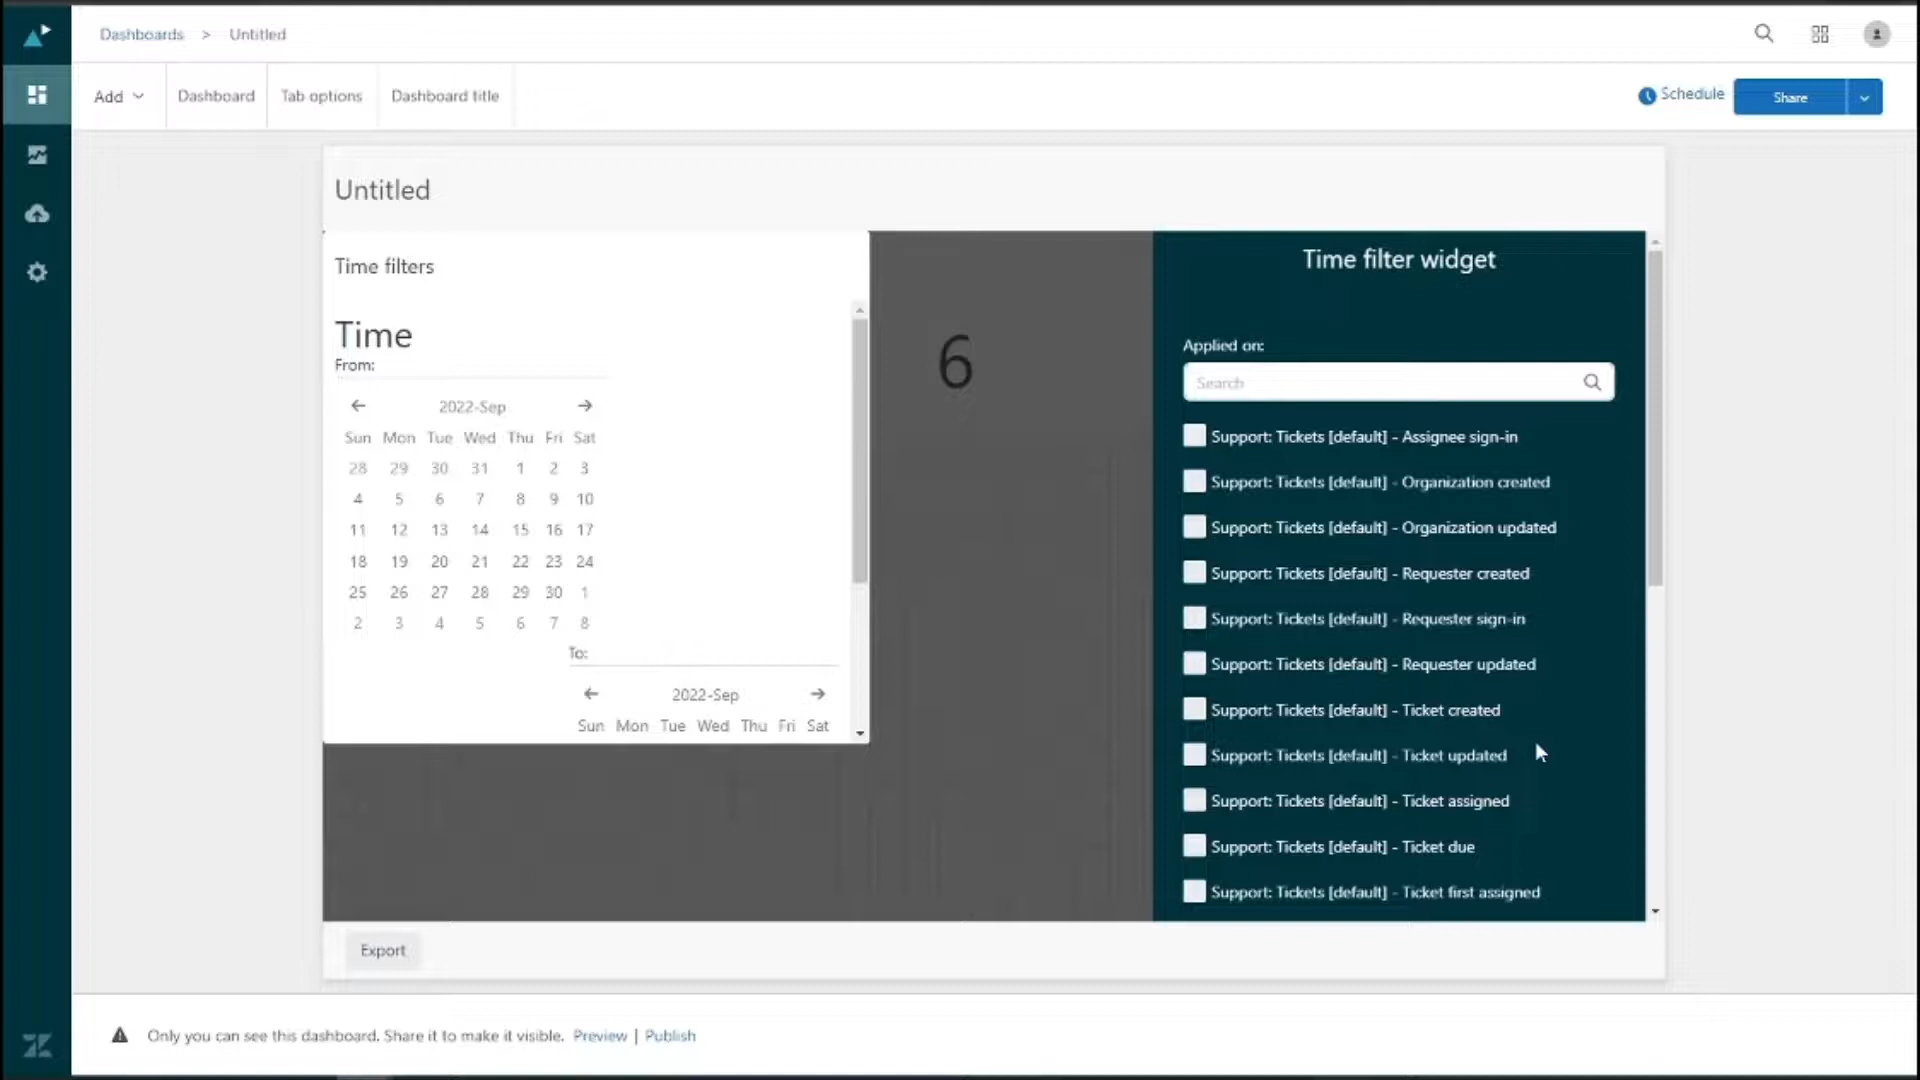 Dashboards > Untitled
Add Dashboard Tab options Dashboard title
Schedule Share
Untitled
Time filters
Time
From:
2022-Sep
Sun Mon Tue Wed Thu Fri Sat
28 29 30 31 1 2 3
4 5 6 7 8 9 10
11 12 13 14 15 16 17
18 19 20 21 22 23 24
25 26 27 28 29 30 1
2 3 4 5 6 7 8
To:
2022-Sep
Sun Mon Tue Wed Thu Fri Sat
6
Time filter widget
Applied on:
Search
Support: Tickets [default] - Assignee sign-in
Support: Tickets [default] - Organization created
Support: Tickets [default] - Organization updated
Support: Tickets [default] - Requester created
Support: Tickets [default] - Requester sign-in
Support: Tickets [default] - Requester updated
Support: Tickets [default] - Ticket created
Support: Tickets [default] - Ticket updated
Support: Tickets [default] - Ticket assigned
Support: Tickets [default] - Ticket due
Support: Tickets [default] - Ticket first assigned
Export
Only you can see this dashboard. Share it to make it visible. Preview | Publish